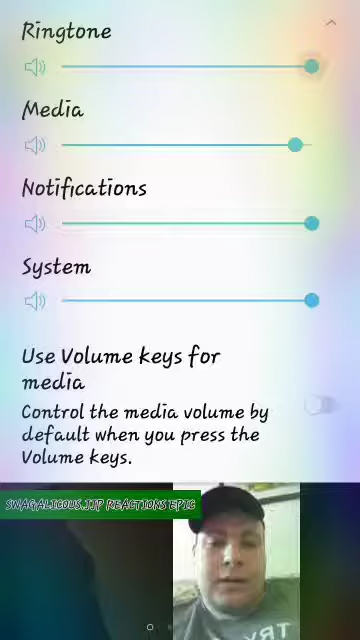 Ringtone
Media
Notifications
System
Use Volume keys for
media
Control the media volume by
default when you press the
Volume keys.
SWAGALICOUS.JJP REACTIONS EPIC